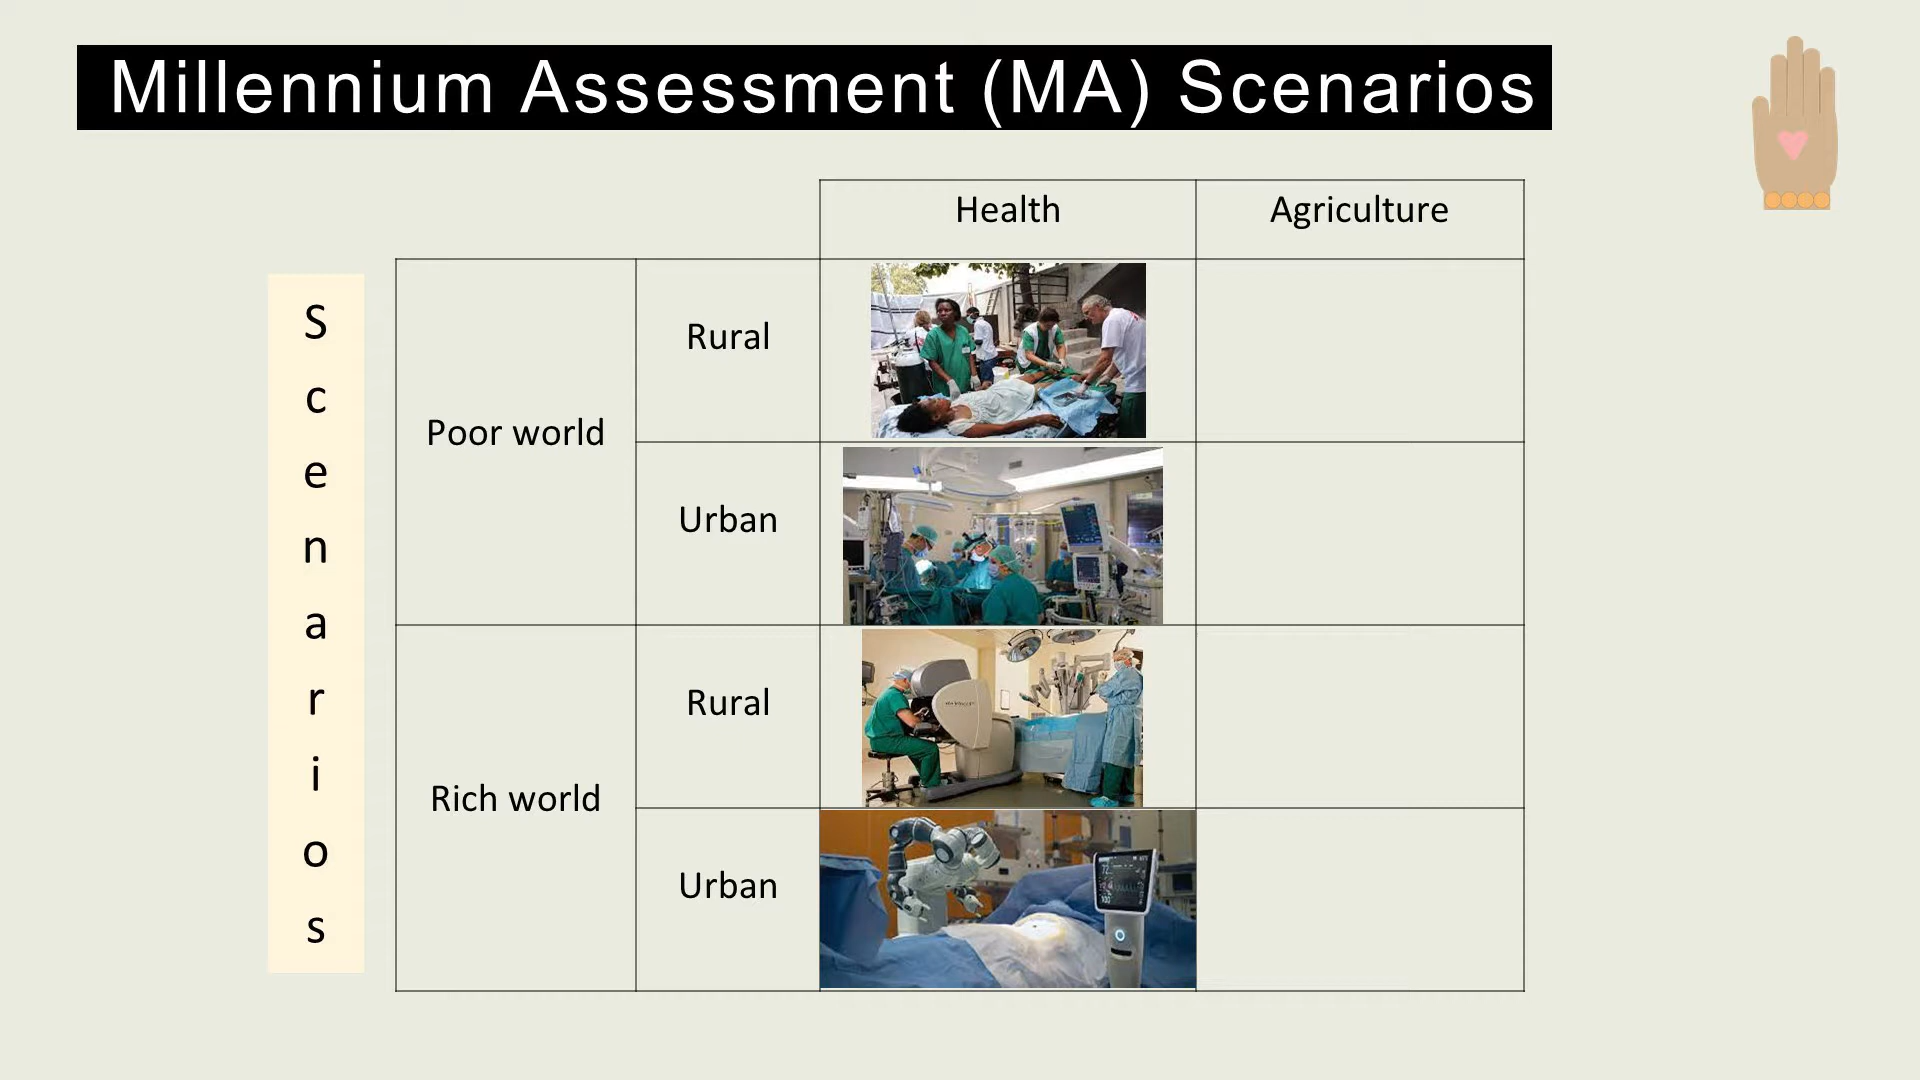 Millennium Assessment (MA) Scenarios
Health
Agriculture
S
c
e
n
a
r
i
o
s
Poor world
Rural
Urban
Rich world
Rural
Urban